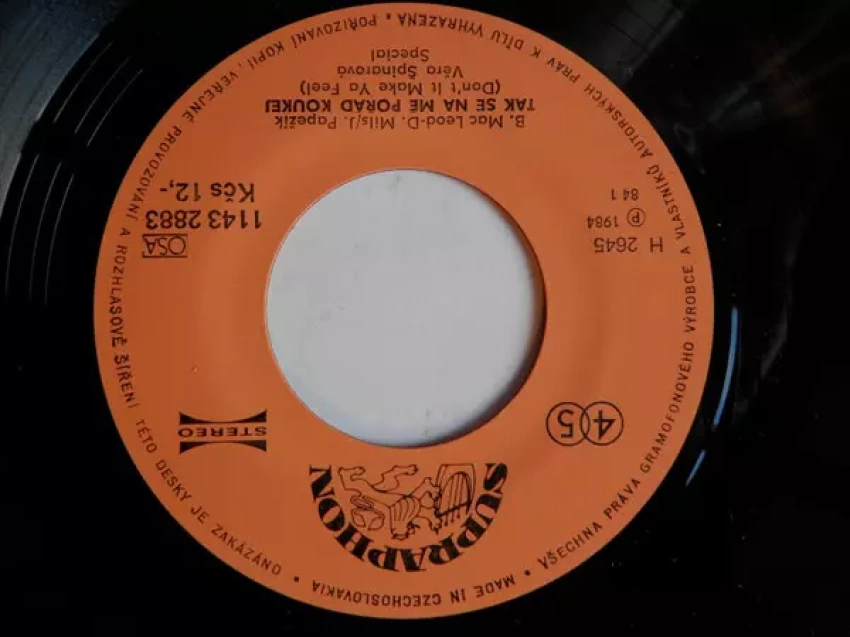 SUPRAPHON
45
STEREO
H 2645
Ⓟ 1984
84 1
OSA
1143 2883
Kčs 12,-
B. Mac Leod-D. Mils/J. Papežík
TAK SE NA MĚ POŘÁD KOUKEJ
(Don't It Make Ya Feel)
Věra Špinarová
Special
MADE IN CZECHOSLOVAKIA • VŠECHNA PRÁVA GRAMOFONOVÉHO VÝROBCE A VLASTNÍKŮ AUTORSKÝCH PRÁV K DÍLU VYHRAZENA • POŘIZOVÁNÍ KOPIÍ, VEŘEJNÉ PROVOZOVÁNÍ A ROZHLASOVÉ ŠÍŘENÍ TÉTO DESKY JE ZAKÁZÁNO •